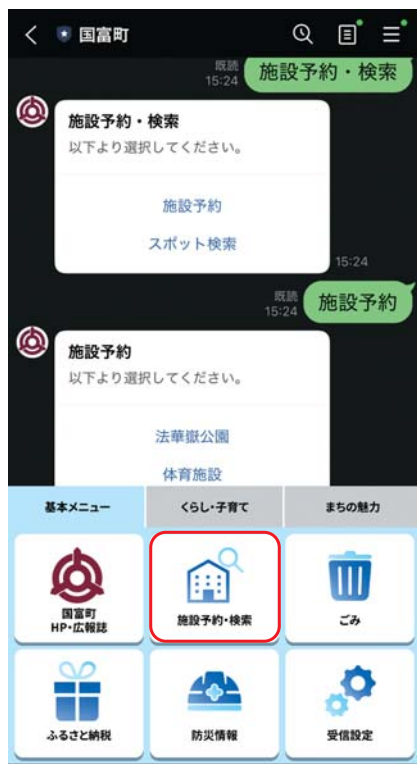 国富町
既読
15:24
施設予約・検索
施設予約・検索
以下より選択してください。
施設予約
スポット検索
15:24
既読
15:24
施設予約
施設予約
以下より選択してください。
法華嶽公園
体育施設
基本メニュー
くらし・子育て
まちの魅力
国富町
HP・広報誌
施設予約・検索
ごみ
ふるさと納税
防災情報
受信設定